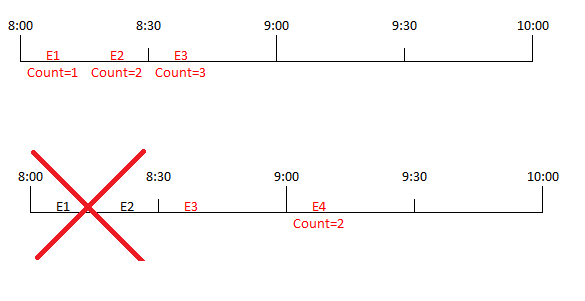 8:00 8:30 9:00 9:30 10:00
E1 E2 E3
Count=1 Count=2 Count=3
8:00 8:30 9:00 9:30 10:00
E1 E2 E3 E4
Count=2